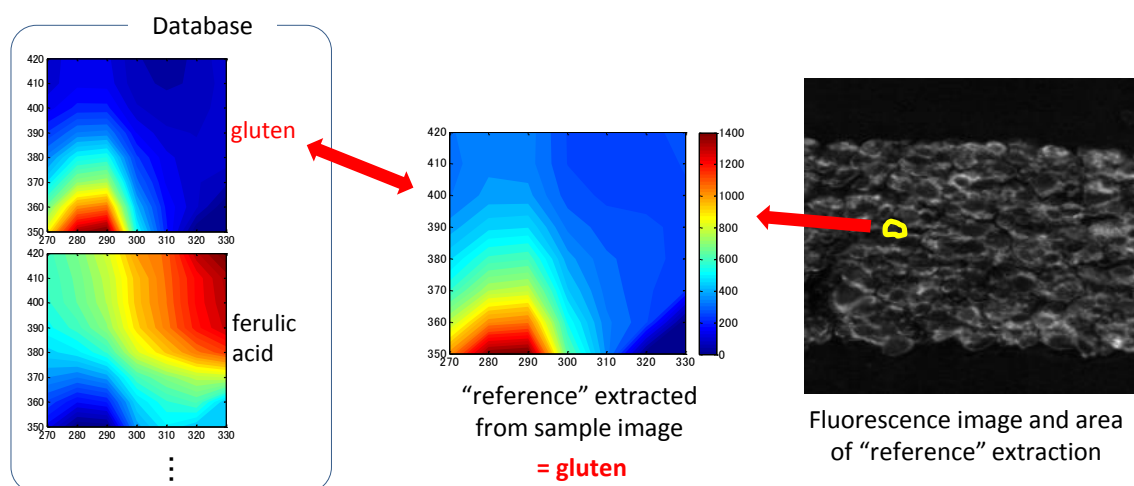 Database
420
410
400
390
380
370
360
350
270 280 290 300 310 320 330
gluten
420
410
400
390
380
370
360
350
270 280 290 300 310 320 330
ferulic
acid
⋮
420
410
400
390
380
370
360
350
270 280 290 300 310 320 330
1400
1200
1000
800
600
400
200
0
“reference” extracted
from sample image
= gluten
Fluorescence image and area
of “reference” extraction